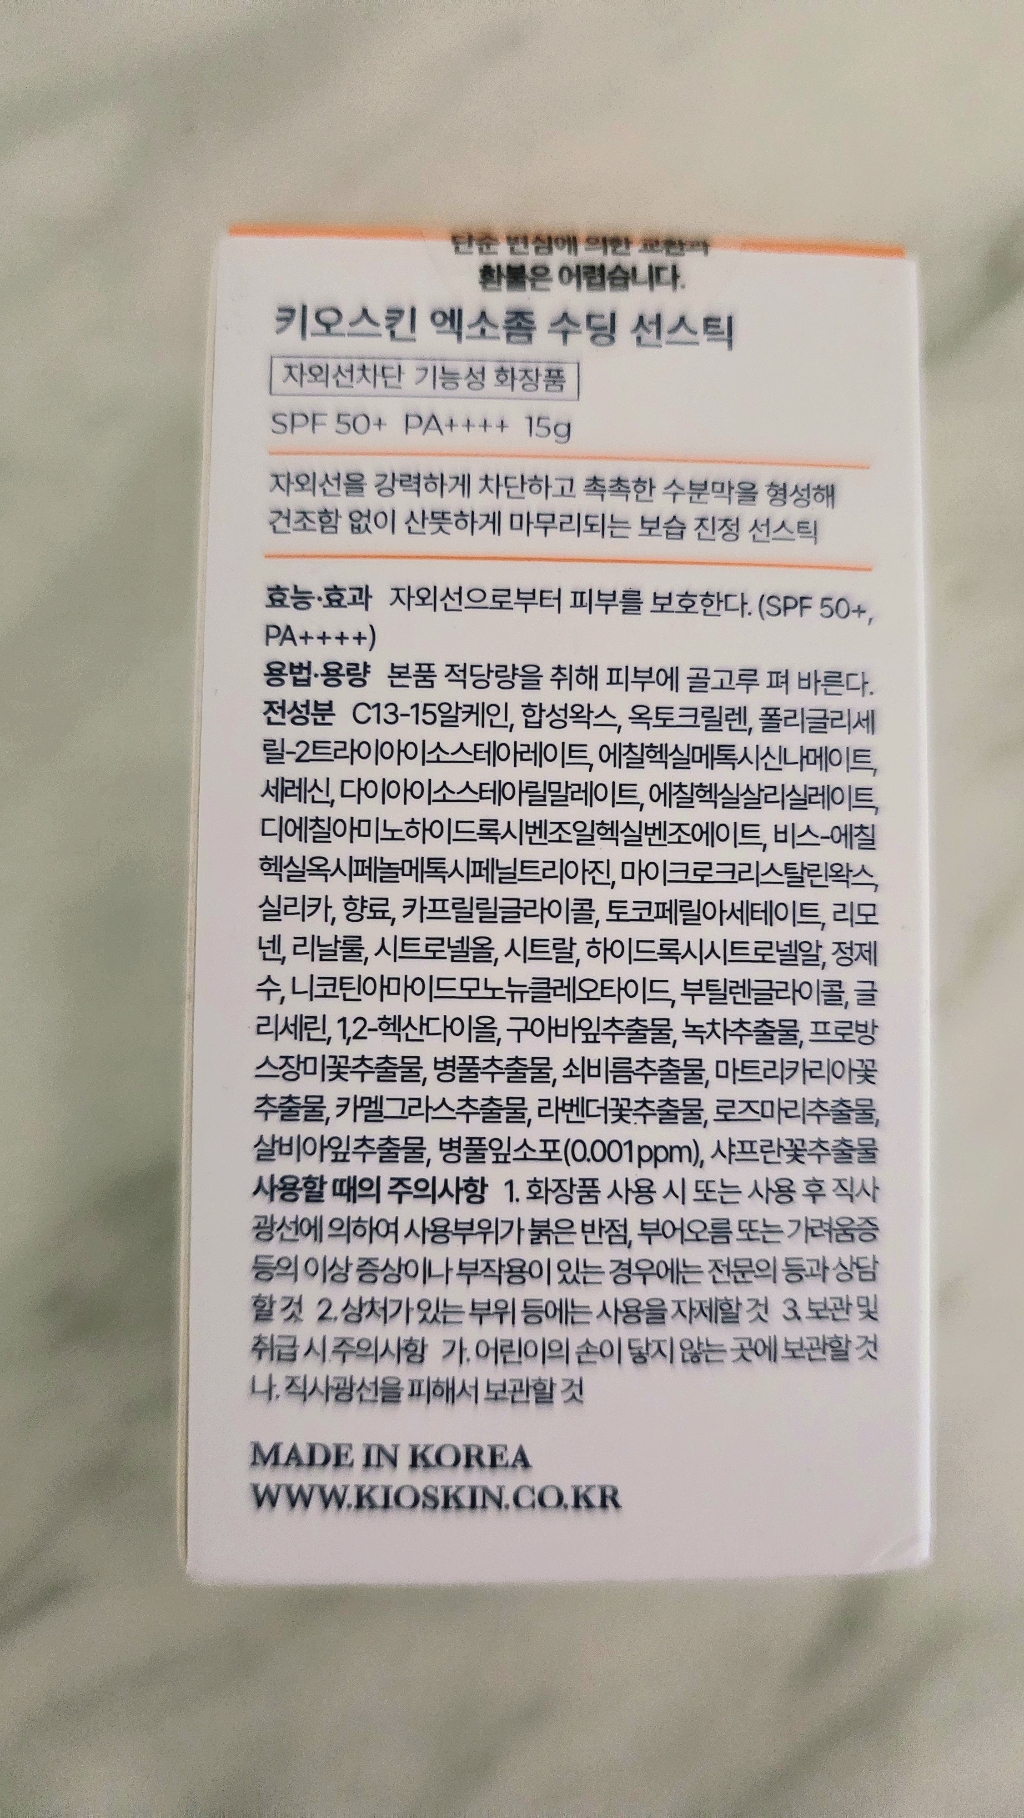 단순 변심에 의한 교환과
환불은 어렵습니다.
키오스킨 엑소좀 수딩 선스틱
자외선차단 기능성 화장품
SPF 50+ PA++++ 15g
자외선을 강력하게 차단하고 촉촉한 수분막을 형성해
건조함 없이 산뜻하게 마무리되는 보습 진정 선스틱
효능·효과 자외선으로부터 피부를 보호한다. (SPF 50+,
PA++++)
용법·용량 본품 적당량을 취해 피부에 골고루 펴 바른다.
전성분 C13-15알케인, 합성왁스, 옥토크릴렌, 폴리글리세
릴-2트라이아이소스테아레이트, 에칠헥실메톡시신나메이트,
세레신, 다이아이소스테아릴말레이트, 에칠헥실살리실레이트,
디에칠아미노하이드록시벤조일헥실벤조에이트, 비스-에칠
헥실옥시페놀메톡시페닐트리아진, 마이크로크리스탈린왁스,
실리카, 향료, 카프릴릴글라이콜, 토코페릴아세테이트, 리모
넨, 리날룰, 시트로넬올, 시트랄, 하이드록시시트로넬알, 정제
수, 니코틴아마이드모노뉴클레오타이드, 부틸렌글라이콜, 글
리세린, 1,2-헥산다이올, 구아바잎추출물, 녹차추출물, 프로방
스장미꽃추출물, 병풀추출물, 쇠비름추출물, 마트리카리아꽃
추출물, 카멜그라스추출물, 라벤더꽃추출물, 로즈마리추출물,
살비아잎추출물, 병풀잎소포(0.001ppm), 샤프란꽃추출물
사용할 때의 주의사항 1. 화장품 사용 시 또는 사용 후 직사
광선에 의하여 사용부위가 붉은 반점, 부어오름 또는 가려움증
등의 이상 증상이나 부작용이 있는 경우에는 전문의 등과 상담
할 것 2. 상처가 있는 부위 등에는 사용을 자제할 것 3. 보관 및
취급 시 주의사항 가. 어린이의 손이 닿지 않는 곳에 보관할 것
나. 직사광선을 피해서 보관할 것
MADE IN KOREA
WWW.KIOSKIN.CO.KR